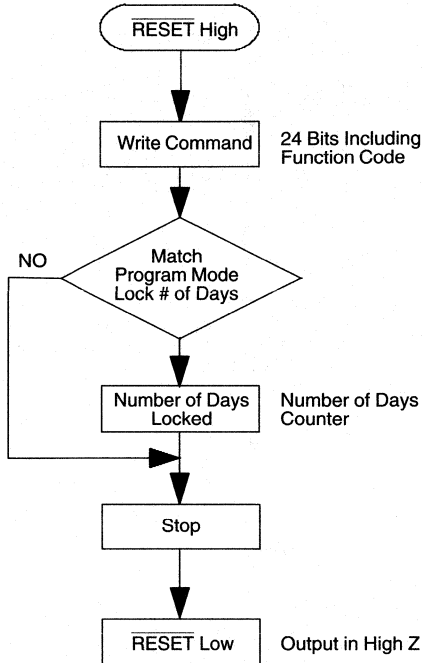 RESET High
Write Command
24 Bits Including
Function Code
Match
Program Mode
Lock # of Days
NO
Number of Days
Locked
Number of Days
Counter
Stop
RESET Low
Output in High Z